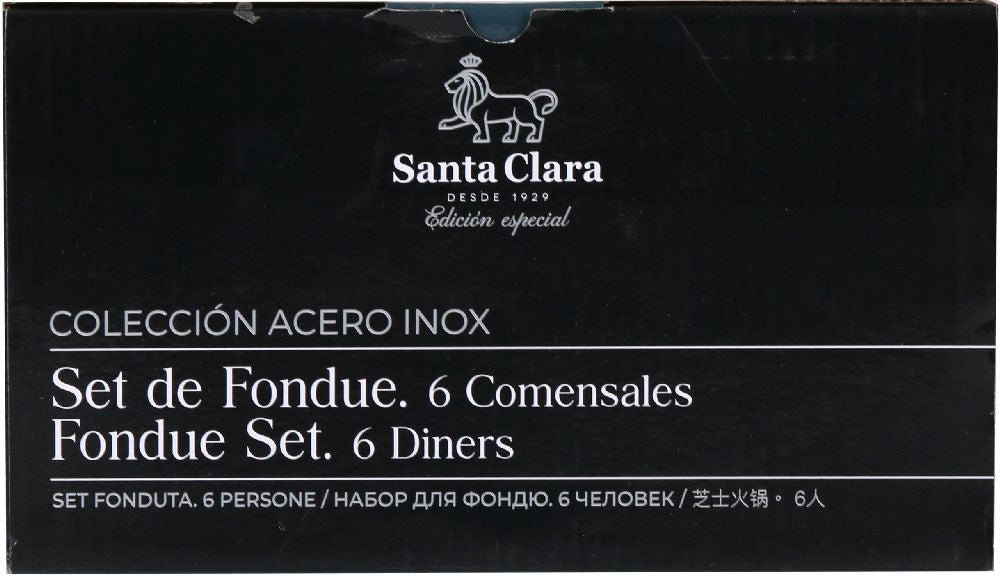 Santa Clara
DESDE 1929
Edición especial
COLECCIÓN ACERO INOX
Set de Fondue. 6 Comensales
Fondue Set. 6 Diners
SET FONDUTA. 6 PERSONE / НАБОР ДЛЯ ФОНДЮ. 6 ЧЕЛОВЕК / 芝士火锅。 6人